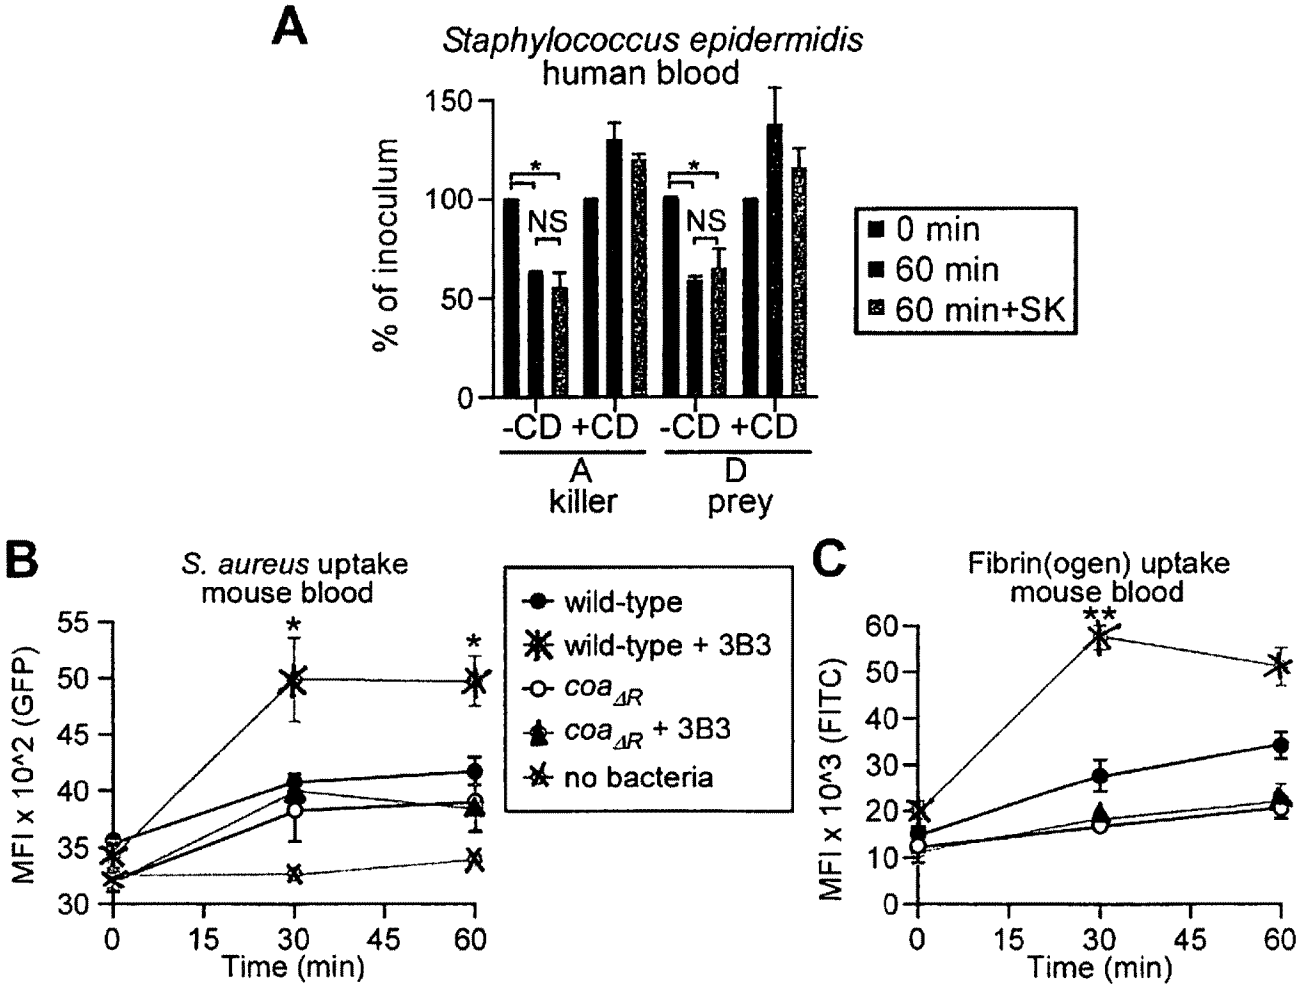 A
Staphylococcus epidermidis
human blood
% of inoculum
150
100
50
0
*
NS
*
NS
-CD +CD -CD +CD
A
killer
D
prey
0 min
60 min
60 min+SK
B
S. aureus uptake
mouse blood
MFI x 10^2 (GFP)
55
50
45
40
35
30
*
*
0 15 30 45 60
Time (min)
wild-type
wild-type + 3B3
coaΔR
coaΔR + 3B3
no bacteria
C
Fibrin(ogen) uptake
mouse blood
MFI x 10^3 (FITC)
60
50
40
30
20
10
0
**
0 15 30 45 60
Time (min)